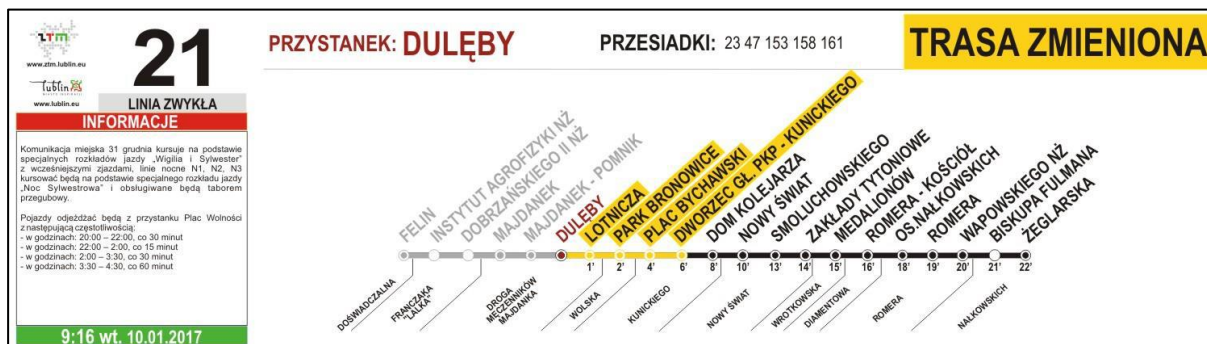 ztm
www.ztm.lublin.eu
lublin
www.lublin.eu
21
LINIA ZWYKŁA
INFORMACJE
Komunikacja miejska 31 grudnia kursuje na podstawie
specjalnych rozkładów jazdy „Wigilia i Sylwester"
z wcześniejszymi zjazdami, linie nocne N1, N2, N3
kursować będą na podstawie specjalnego rozkładu jazdy
„Noc Sylwestrowa" i obsługiwane będą taborem
przegubowy.
Pojazdy odjeżdżać będą z przystanku Plac Wolności
z następującą częstotliwością:
- w godzinach: 20:00 – 22:00, co 30 minut
- w godzinach: 22:00 – 2:00, co 15 minut
- w godzinach: 2:00 – 3:30, co 30 minut
- w godzinach: 3:30 – 4:30, co 60 minut
9:16 wt. 10.01.2017
PRZYSTANEK: DULĘBY
PRZESIADKI: 23 47 153 158 161
TRASA ZMIENIONA
FELIN
INSTYTUT AGROFIZYKI NŻ
DOBRZAŃSKIEGO II NŻ
MAJDANEK
MAJDANEK - POMNIK
DULĘBY
LOTNICZA
PARK BRONOWICE
PLAC BYCHAWSKI
DWORZEC GŁ. PKP - KUNICKIEGO
DOM KOLEJARZA
NOWY ŚWIAT
SMOLUCHOWSKIEGO
ZAKŁADY TYTONIOWE
MEDALIONÓW
ROMERA - KOŚCIÓŁ
OS.NAŁKOWSKICH
ROMERA
WAPOWSKIEGO NŻ
BISKUPA FULMANA
ŻEGLARSKA
1' 2' 4' 6' 8' 10' 13' 14' 15' 16' 18' 19' 20' 21' 22'
DOŚWIADCZALNA
FRANCZAKA
"LALKA"
DROGA
MĘCZENNIKÓW
MAJDANKA
WOLSKA
KUNICKIEGO
NOWY ŚWIAT
WROTKOWSKA
DIAMENTOWA
ROMERA
NAŁKOWSKICH